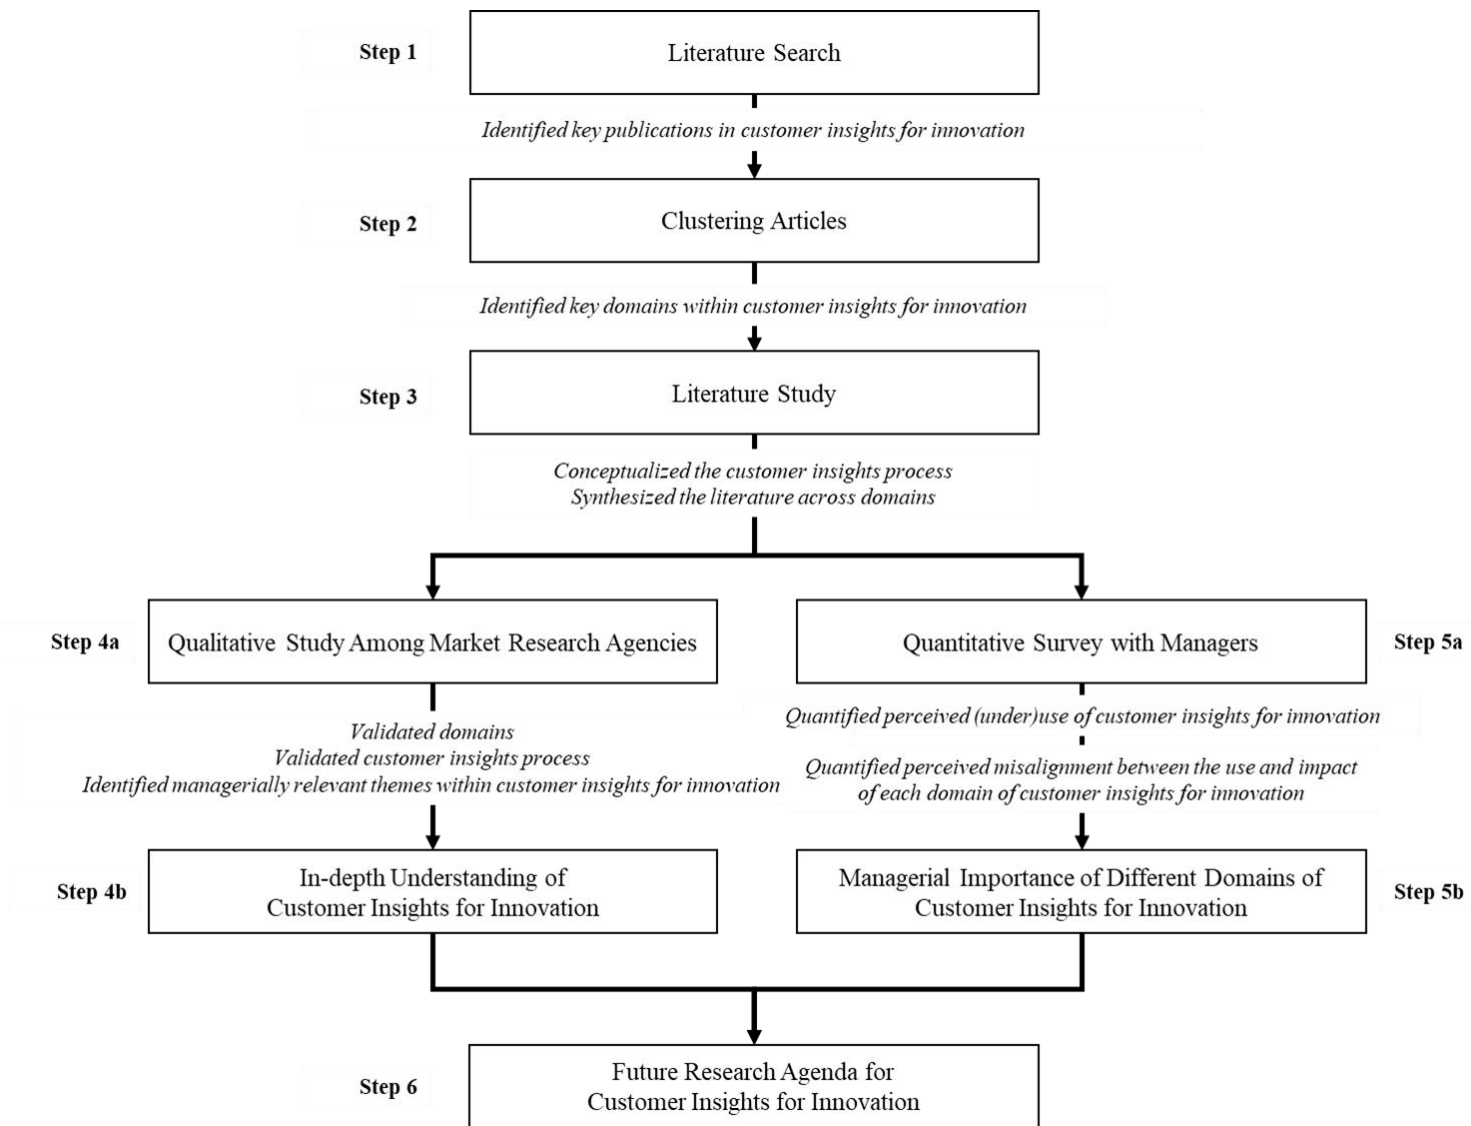 Step 1
Literature Search
Identified key publications in customer insights for innovation
Step 2
Clustering Articles
Identified key domains within customer insights for innovation
Step 3
Literature Study
Conceptualized the customer insights process
Synthesized the literature across domains
Step 4a
Qualitative Study Among Market Research Agencies
Validated domains
Validated customer insights process
Identified managerially relevant themes within customer insights for innovation
Step 4b
In-depth Understanding of
Customer Insights for Innovation
Quantitative Survey with Managers
Step 5a
Quantified perceived (under)use of customer insights for innovation
Quantified perceived misalignment between the use and impact
of each domain of customer insights for innovation
Managerial Importance of Different Domains of
Customer Insights for Innovation
Step 5b
Step 6
Future Research Agenda for
Customer Insights for Innovation